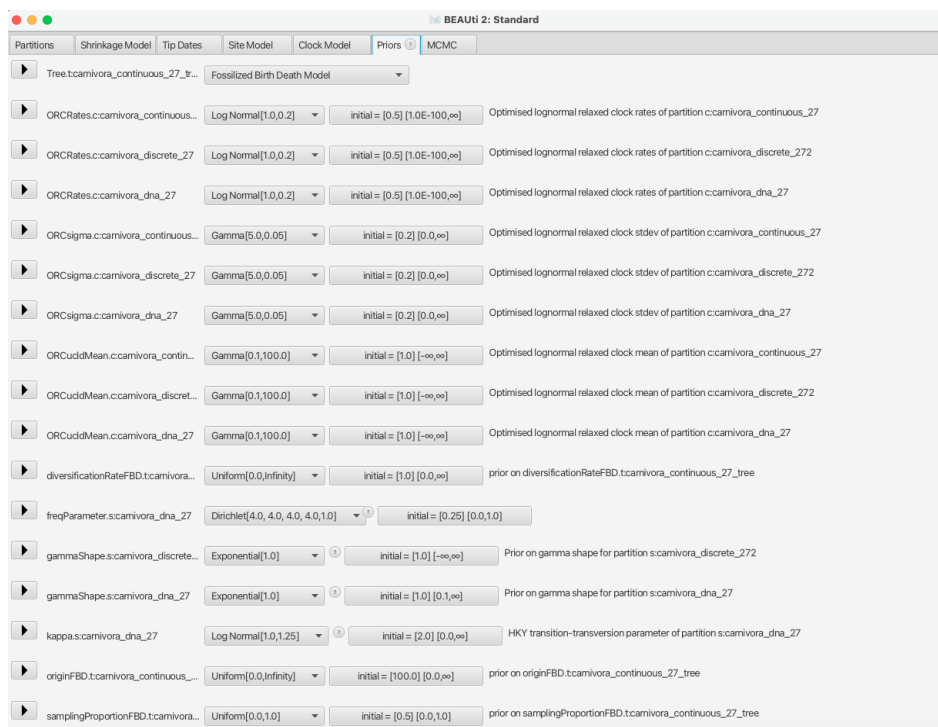 BEAUti 2: Standard
Partitions Shrinkage Model Tip Dates Site Model Clock Model Priors ? MCMC
Tree.t:carnivora_continuous_27_tr... Fossilized Birth Death Model
ORCRates.c:carnivora_continuous... Log Normal[1.0,0.2] initial = [0.5] [1.0E-100,∞] Optimised lognormal relaxed clock rates of partition c:carnivora_continuous_27
ORCRates.c:carnivora_discrete_27 Log Normal[1.0,0.2] initial = [0.5] [1.0E-100,∞] Optimised lognormal relaxed clock rates of partition c:carnivora_discrete_272
ORCRates.c:carnivora_dna_27 Log Normal[1.0,0.2] initial = [0.5] [1.0E-100,∞] Optimised lognormal relaxed clock rates of partition c:carnivora_dna_27
ORCsigma.c:carnivora_continuous... Gamma[5.0,0.05] initial = [0.2] [0.0,∞] Optimised lognormal relaxed clock stdev of partition c:carnivora_continuous_27
ORCsigma.c:carnivora_discrete_27 Gamma[5.0,0.05] initial = [0.2] [0.0,∞] Optimised lognormal relaxed clock stdev of partition c:carnivora_discrete_272
ORCsigma.c:carnivora_dna_27 Gamma[5.0,0.05] initial = [0.2] [0.0,∞] Optimised lognormal relaxed clock stdev of partition c:carnivora_dna_27
ORCucldMean.c:carnivora_contin... Gamma[0.1,100.0] initial = [1.0] [-∞,∞] Optimised lognormal relaxed clock mean of partition c:carnivora_continuous_27
ORCucldMean.c:carnivora_discret... Gamma[0.1,100.0] initial = [1.0] [-∞,∞] Optimised lognormal relaxed clock mean of partition c:carnivora_discrete_272
ORCucldMean.c:carnivora_dna_27 Gamma[0.1,100.0] initial = [1.0] [-∞,∞] Optimised lognormal relaxed clock mean of partition c:carnivora_dna_27
diversificationRateFBD.t:carnivora... Uniform[0.0,Infinity] initial = [1.0] [0.0,∞] prior on diversificationRateFBD.t:carnivora_continuous_27_tree
freqParameter.s:carnivora_dna_27 Dirichlet[4.0, 4.0, 4.0, 4.0,1.0] ? initial = [0.25] [0.0,1.0]
gammaShape.s:carnivora_discrete... Exponential[1.0] ? initial = [1.0] [-∞,∞] Prior on gamma shape for partition s:carnivora_discrete_272
gammaShape.s:carnivora_dna_27 Exponential[1.0] ? initial = [1.0] [0.1,∞] Prior on gamma shape for partition s:carnivora_dna_27
kappa.s:carnivora_dna_27 Log Normal[1.0,1.25] ? initial = [2.0] [0.0,∞] HKY transition-transversion parameter of partition s:carnivora_dna_27
originFBD.t:carnivora_continuous_... Uniform[0.0,Infinity] initial = [100.0] [0.0,∞] prior on originFBD.t:carnivora_continuous_27_tree
samplingProportionFBD.t:carnivora... Uniform[0.0,1.0] initial = [0.5] [0.0,1.0] prior on samplingProportionFBD.t:carnivora_continuous_27_tree